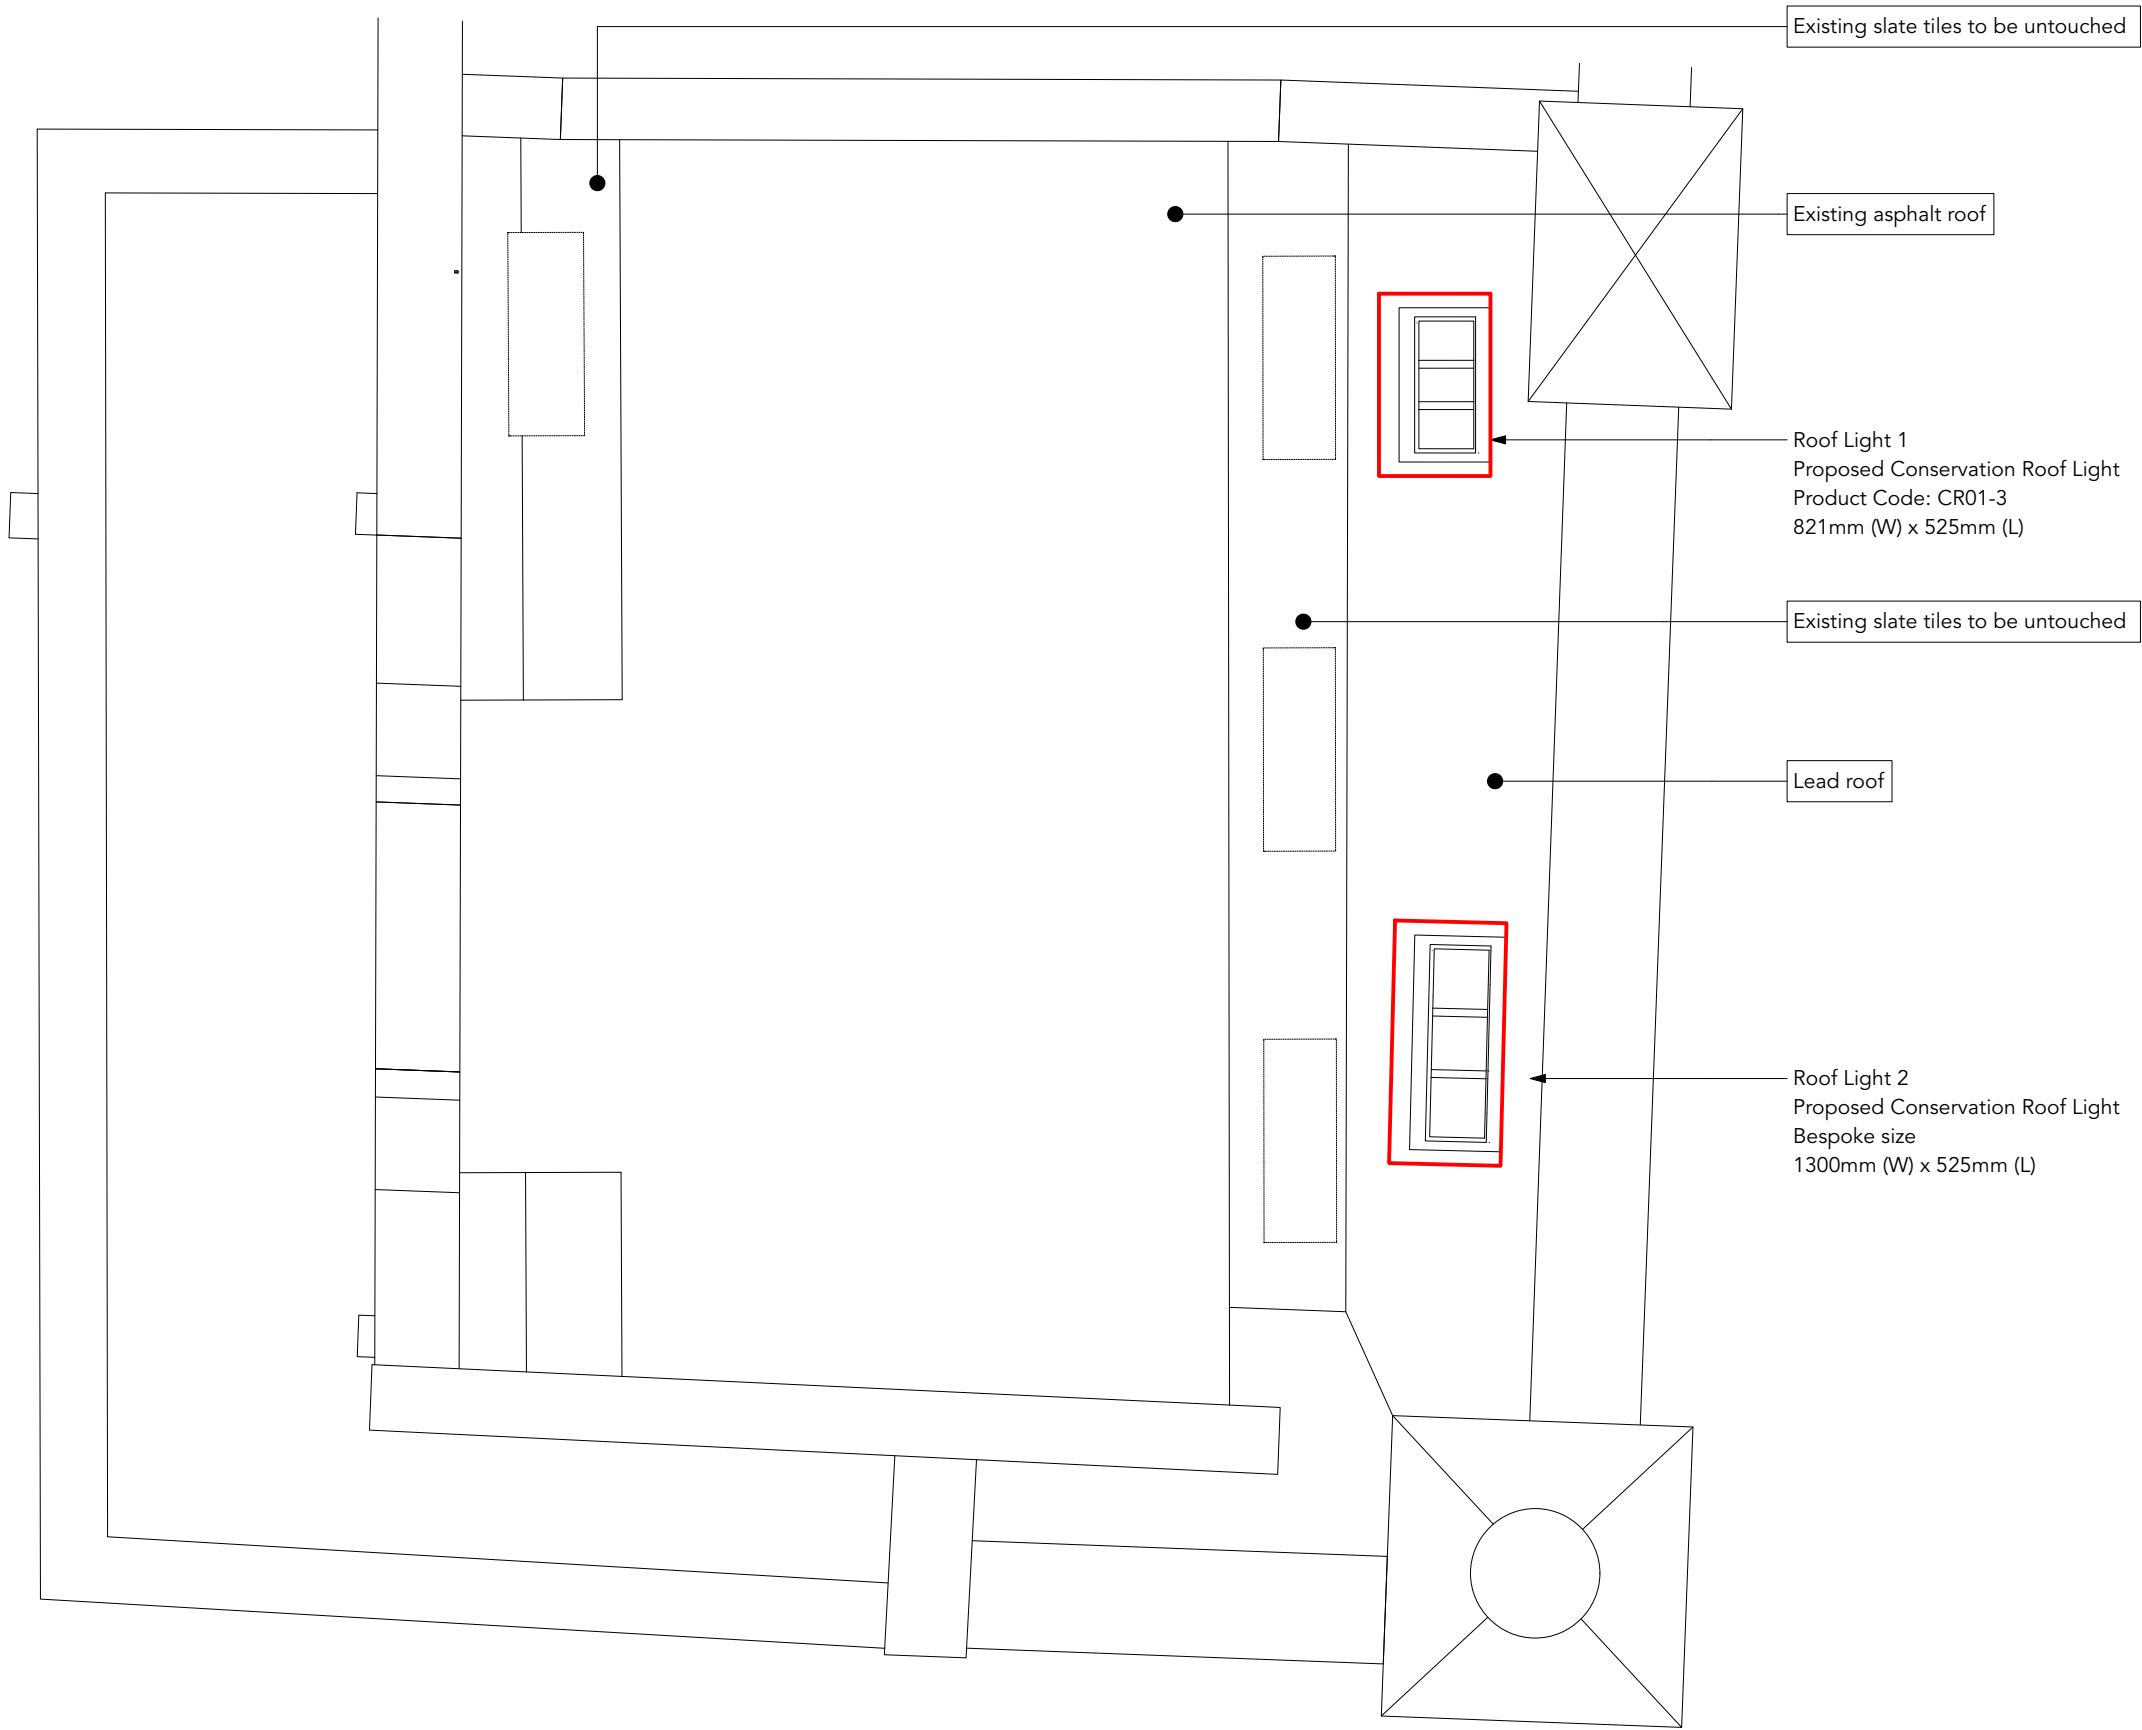 Existing slate tiles to be untouched
Existing asphalt roof
Roof Light 1
Proposed Conservation Roof Light
Product Code: CR01-3
821mm (W) x 525mm (L)
Existing slate tiles to be untouched
Lead roof
Roof Light 2
Proposed Conservation Roof Light
Bespoke size
1300mm (W) x 525mm (L)